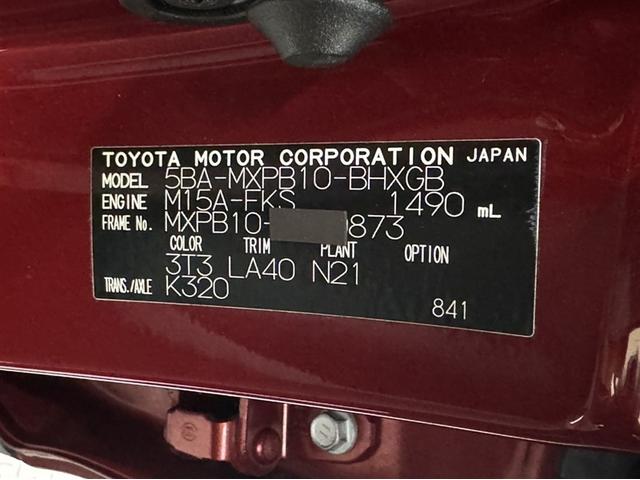 TOYOTA MOTOR CORPORATION JAPAN
MODEL 5BA-MXPB10-BHXGB
ENGINE M15A-FKS 1490 mL
FRAME No. MXPB10- 873
COLOR TRIM PLANT OPTION
3T3 LA40 N21
TRANS./AXLE K320
841